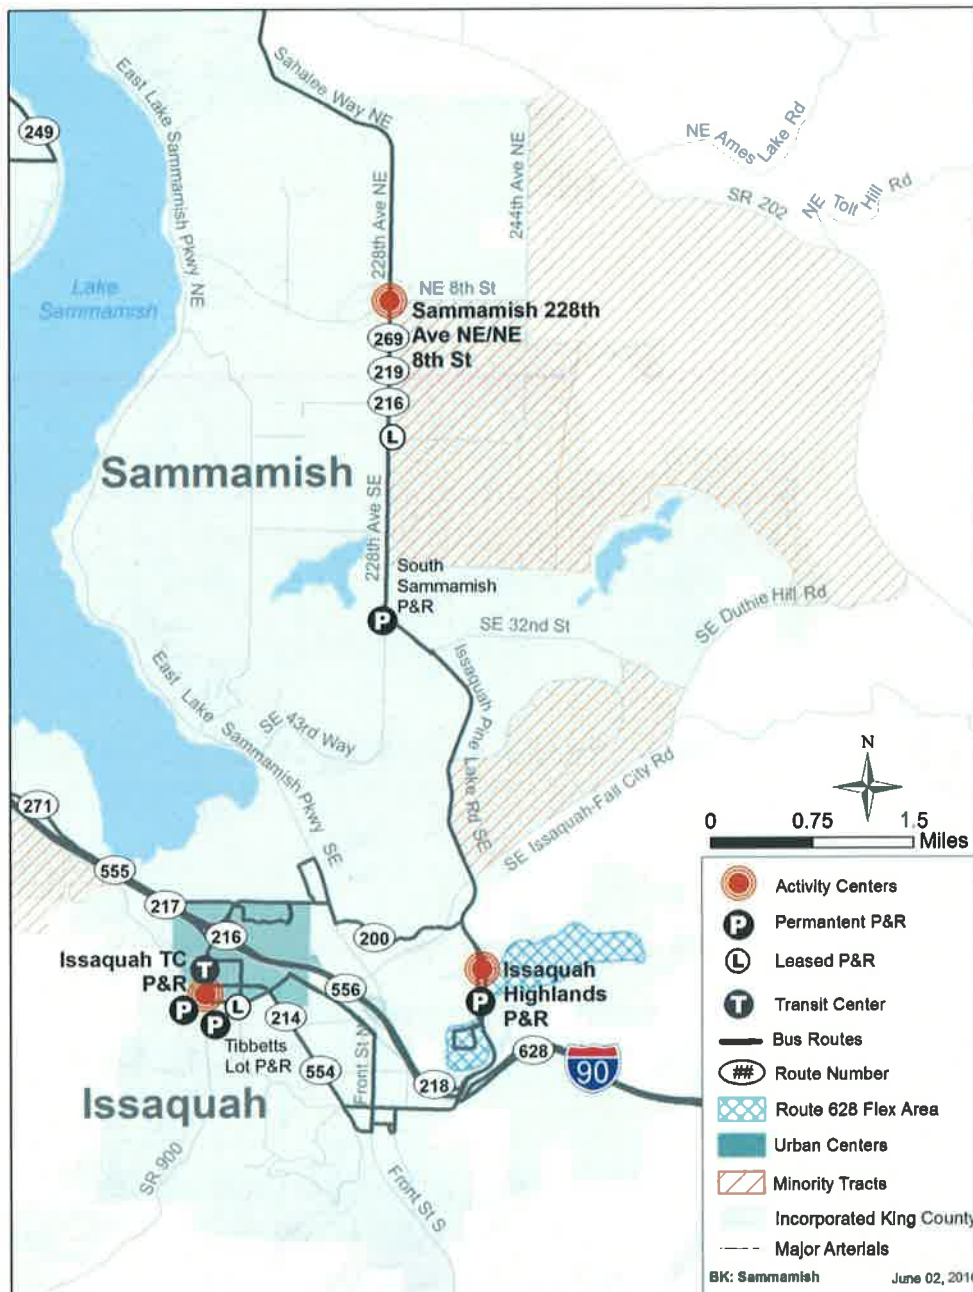 East Lake Sammamish Pkwy NE
Sahalee Way NE
NE Ames Lake Rd
249
SR 202
NE Tolt Hill Rd
244th Ave NE
228th Ave NE
Lake
Sammamish
NE 8th St
Sammamish 228th
Ave NE/NE
8th St
269
219
216
L
Sammamish
228th Ave SE
South
Sammamish
P&R
P
SE 32nd St
SE Duthie Hill Rd
East Lake Sammamish Pkwy SE
SE 43rd Way
Issaquah Pine Lake Rd SE
SE Issaquah-Fall City Rd
N
0 0.75 1.5
Miles
271
555
217
216
200
Issaquah TC
P&R
T
P
P
L
Tibbetts
Lot P&R
214
556
554
Front St N
218
628
90
Issaquah
Highlands
P&R
P
Issaquah
SR 900
Front St S
Activity Centers
P Permantent P&R
L Leased P&R
T Transit Center
Bus Routes
## Route Number
Route 628 Flex Area
Urban Centers
Minority Tracts
Incorporated King County
Major Arterials
BK: Sammamish June 02, 2016